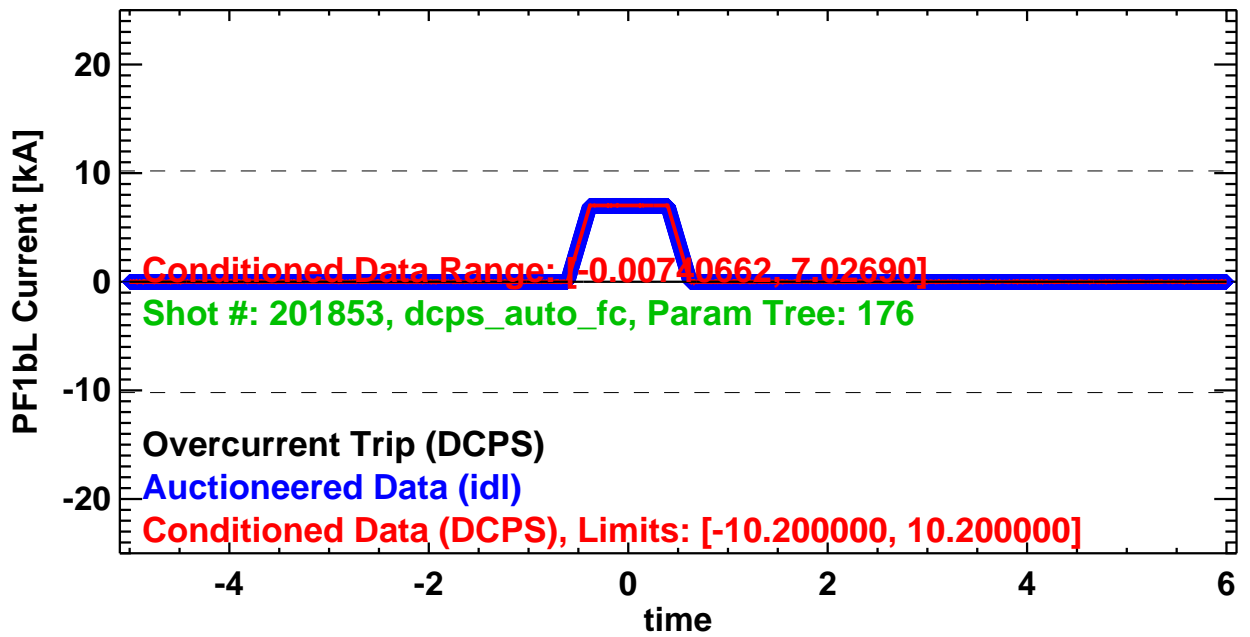 20
10
0
-10
-20
PF1bL Current [kA]
Conditioned Data Range: [-0.00740662, 7.02690]
Shot #: 201853, dcps_auto_fc, Param Tree: 176
Overcurrent Trip (DCPS)
Auctioneered Data (idl)
Conditioned Data (DCPS), Limits: [-10.200000, 10.200000]
-4 -2 0 2 4 6
time